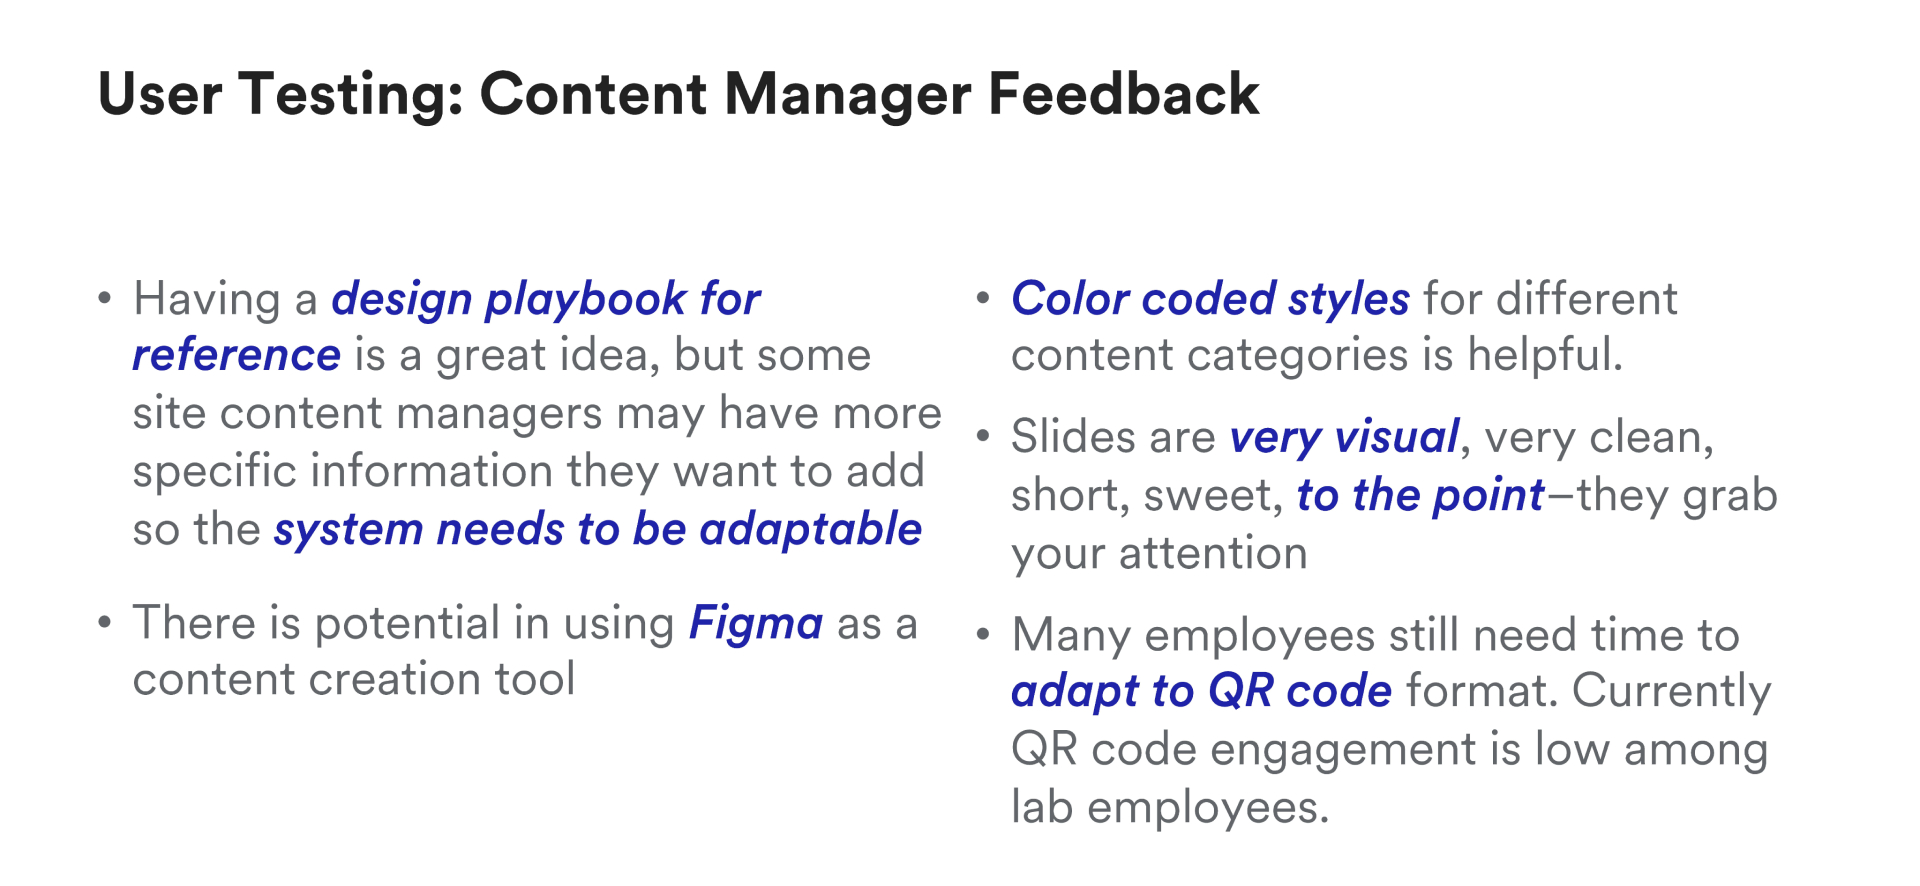 User Testing: Content Manager Feedback
• Having a design playbook for
reference is a great idea, but some
site content managers may have more
specific information they want to add
so the system needs to be adaptable
• There is potential in using Figma as a
content creation tool
• Color coded styles for different
content categories is helpful.
• Slides are very visual, very clean,
short, sweet, to the point–they grab
your attention
• Many employees still need time to
adapt to QR code format. Currently
QR code engagement is low among
lab employees.